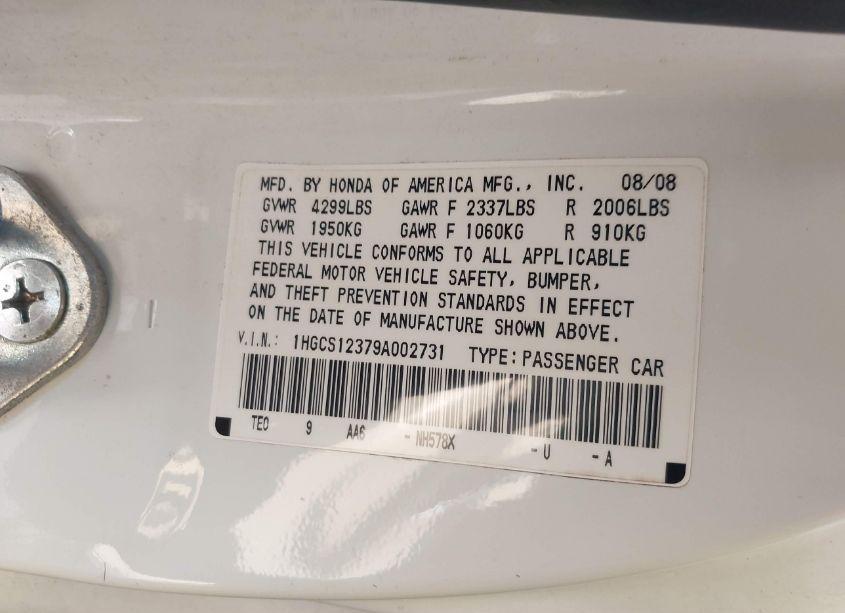 MFD. BY HONDA OF AMERICA MFG., INC. 08/08
GVWR 4299LBS GAWR F 2337LBS R 2006LBS
GVWR 1950KG GAWR F 1060KG R 910KG
THIS VEHICLE CONFORMS TO ALL APPLICABLE
FEDERAL MOTOR VEHICLE SAFETY, BUMPER,
AND THEFT PREVENTION STANDARDS IN EFFECT
ON THE DATE OF MANUFACTURE SHOWN ABOVE.
V.I.N.: 1HGCS12379A002731 TYPE:PASSENGER CAR
TE0 9 AA6 - NH578X - U - A